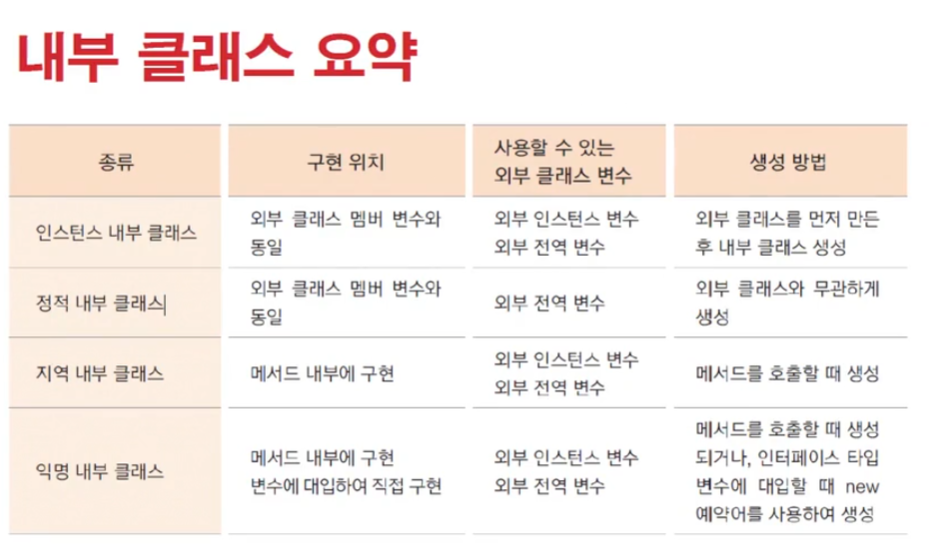 내부 클래스 요약
종류
구현 위치
사용할 수 있는
외부 클래스 변수
생성 방법
인스턴스 내부 클래스
외부 클래스 멤버 변수와
동일
외부 인스턴스 변수
외부 전역 변수
외부 클래스를 먼저 만든
후 내부 클래스 생성
정적 내부 클래스
외부 클래스 멤버 변수와
동일
외부 전역 변수
외부 클래스와 무관하게
생성
지역 내부 클래스
메서드 내부에 구현
외부 인스턴스 변수
외부 전역 변수
메서드를 호출할 때 생성
익명 내부 클래스
메서드 내부에 구현
변수에 대입하여 직접 구현
외부 인스턴스 변수
외부 전역 변수
메서드를 호출할 때 생성
되거나, 인터페이스 타입
변수에 대입할 때 new
예약어를 사용하여 생성